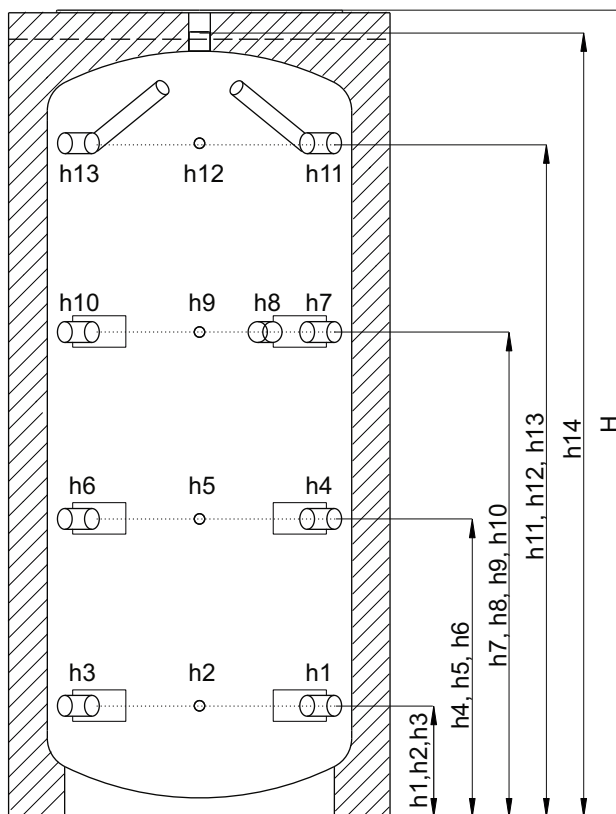 h13 h12 h11
h10 h9 h8 h7
h6 h5 h4
h3 h2 h1
h1,h2,h3
h4, h5, h6
h7, h8, h9, h10
h11, h12, h13
h14
H